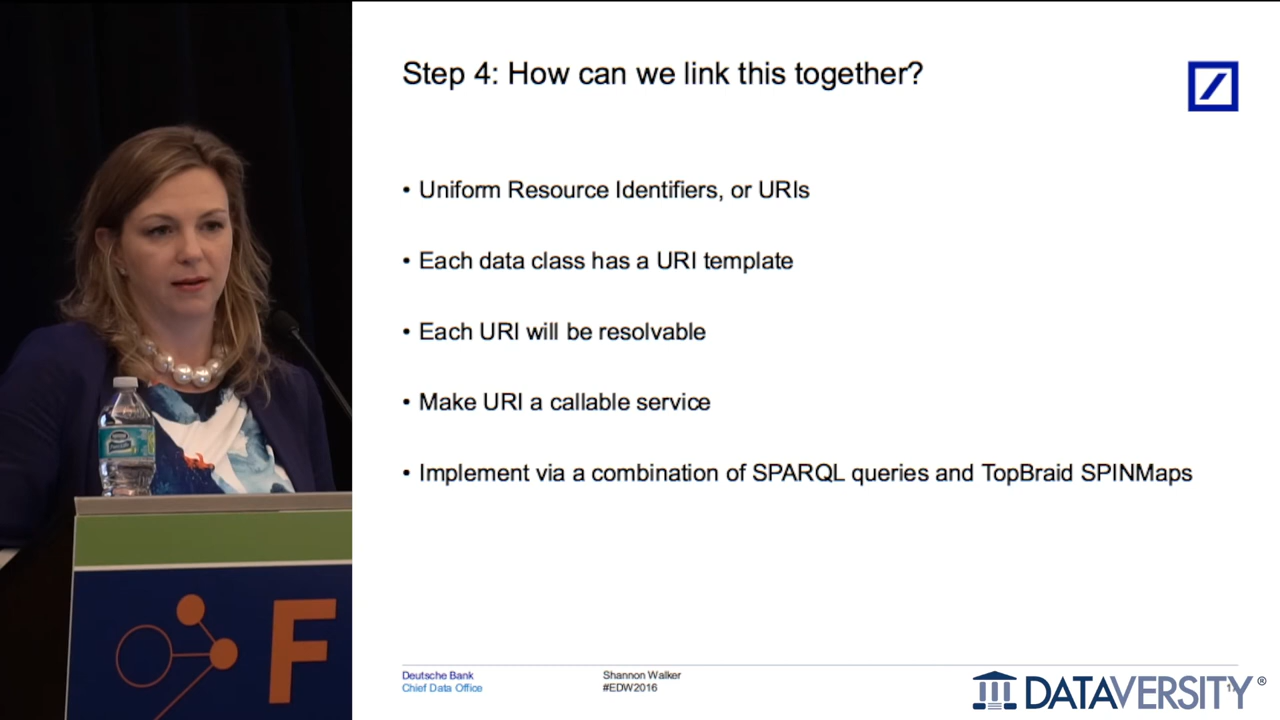 Step 4: How can we link this together?
• Uniform Resource Identifiers, or URIs
• Each data class has a URI template
• Each URI will be resolvable
• Make URI a callable service
• Implement via a combination of SPARQL queries and TopBraid SPINMaps
F
Deutsche Bank
Chief Data Office
Shannon Walker
#EDW2016
DATAVERSITY®